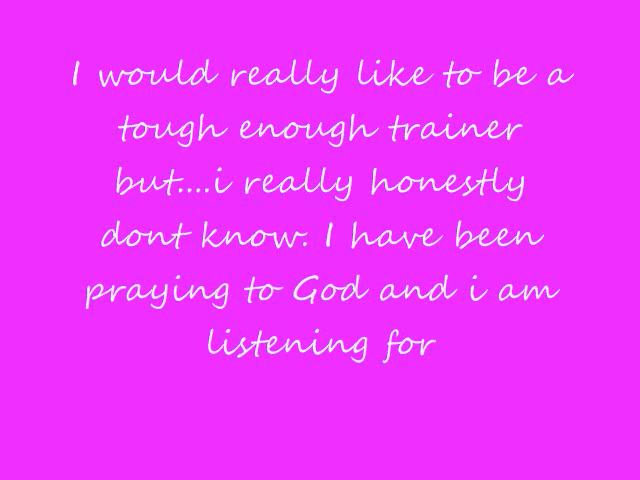 I would really like to be a
tough enough trainer
but....i really honestly
dont know. I have been
praying to God and i am
listening for